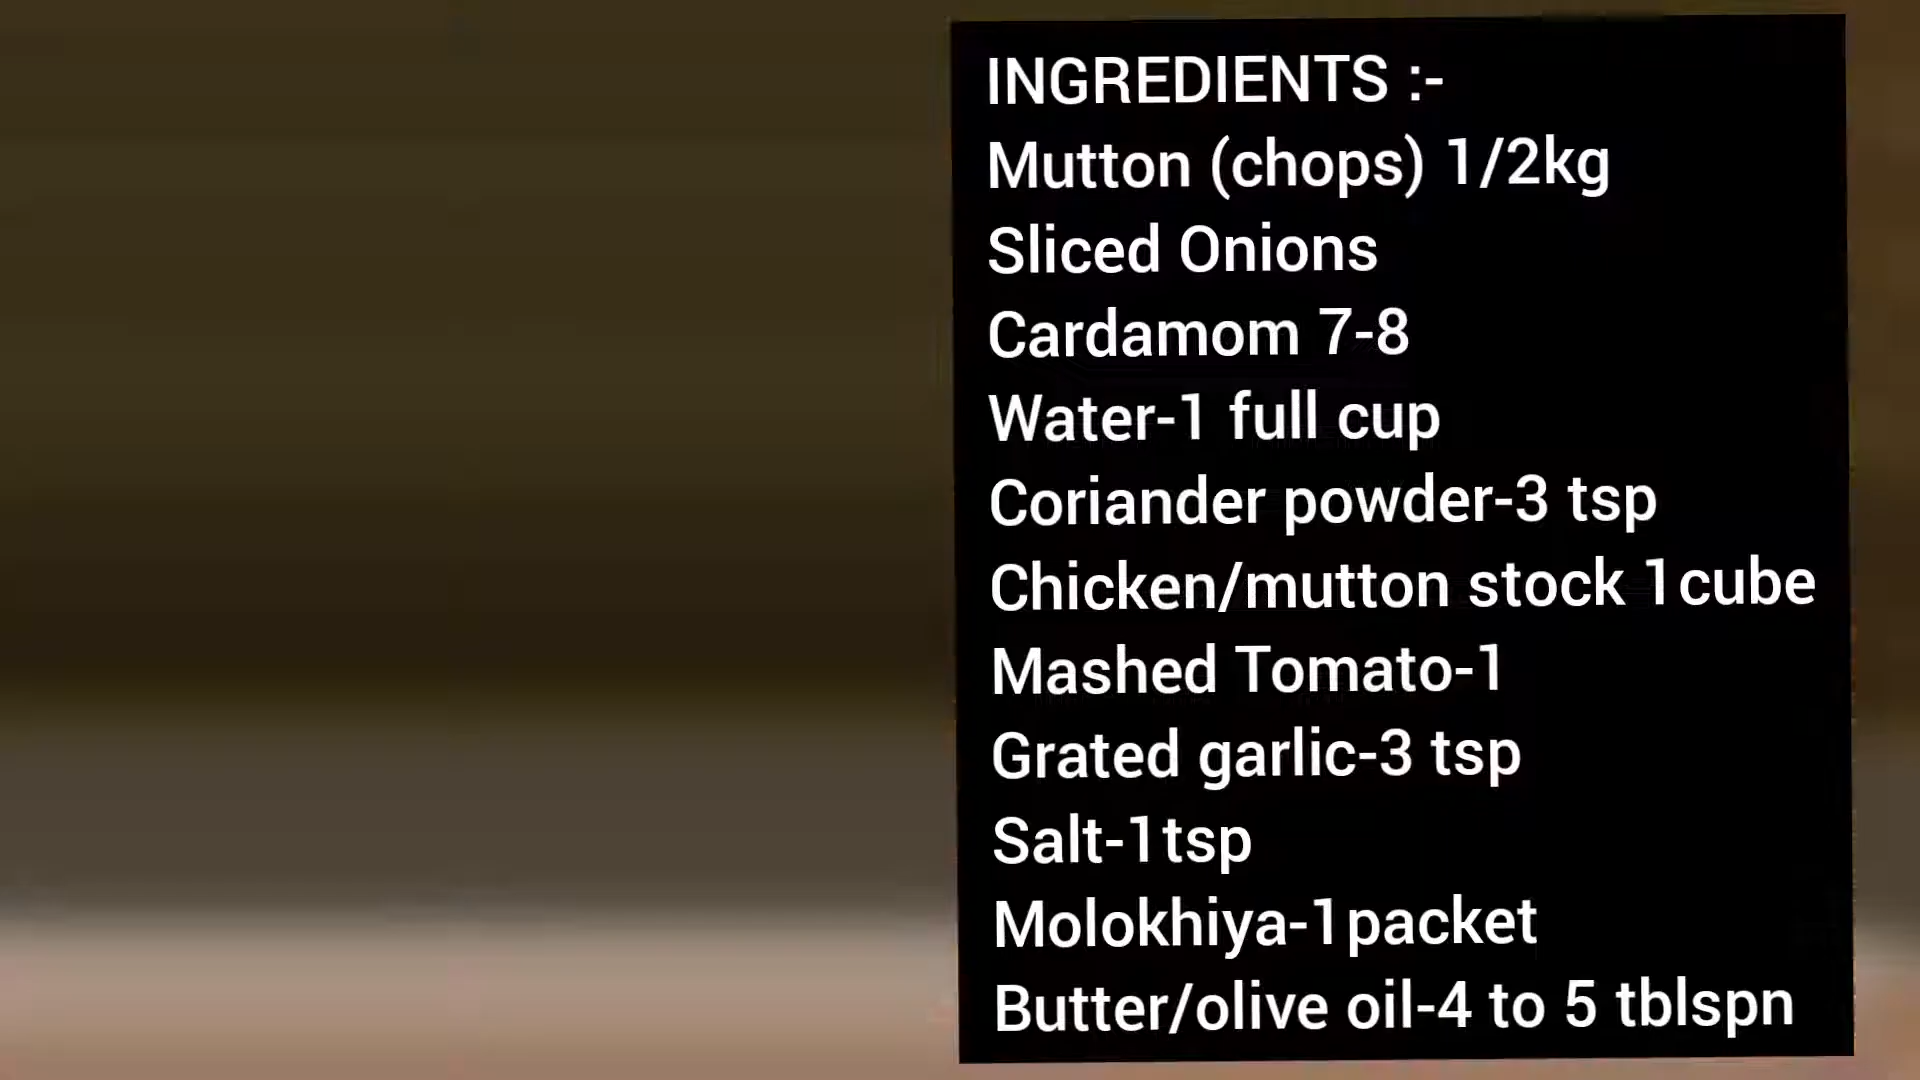 INGREDIENTS :-
Mutton (chops) 1/2kg
Sliced Onions
Cardamom 7-8
Water-1 full cup
Coriander powder-3 tsp
Chicken/mutton stock 1cube
Mashed Tomato-1
Grated garlic-3 tsp
Salt-1tsp
Molokhiya-1packet
Butter/olive oil-4 to 5 tblspn